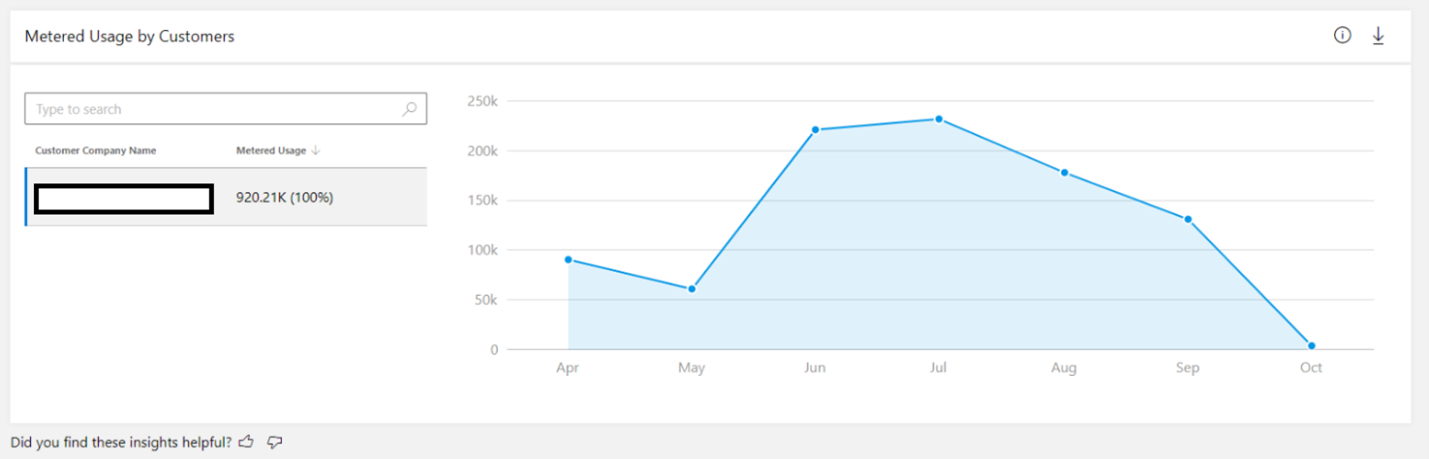 Metered Usage by Customers
Type to search
Customer Company Name Metered Usage ↓
920.21K (100%)
250k
200k
150k
100k
50k
0
Apr May Jun Jul Aug Sep Oct
Did you find these insights helpful?